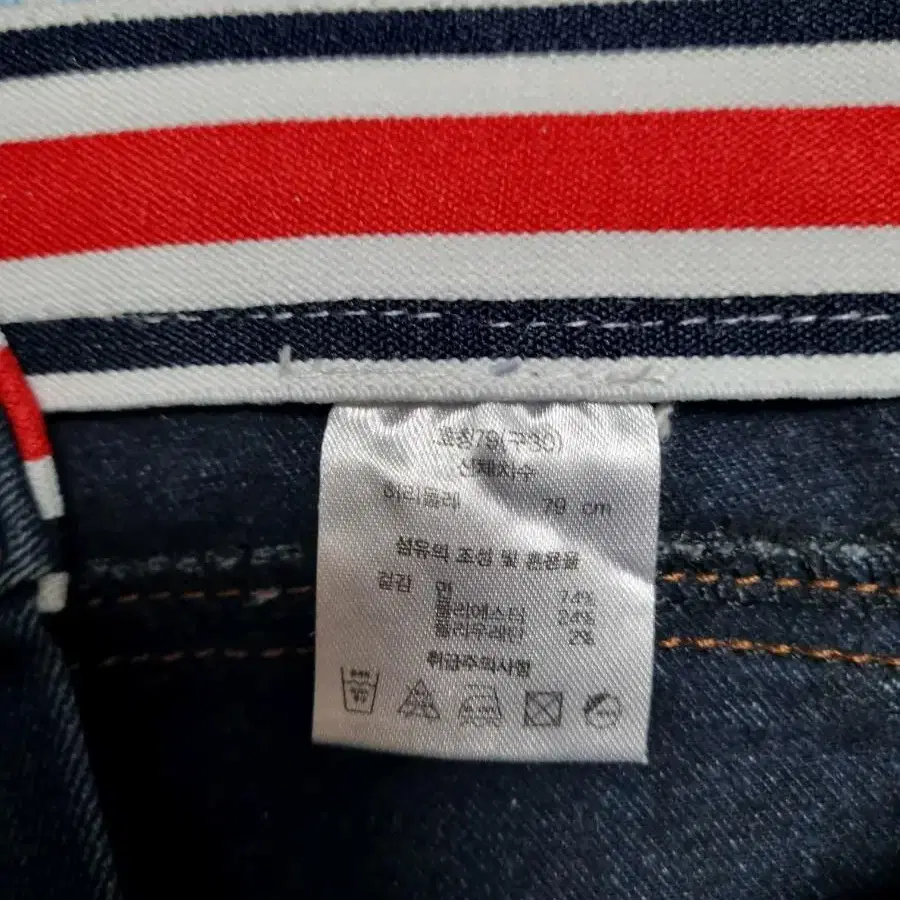 호칭79(구30)
신체치수
허리둘레 79 cm
섬유의 조성 및 혼용율
겉감 면 74%
폴리에스터 24%
폴리우레탄 2%
취급주의사항